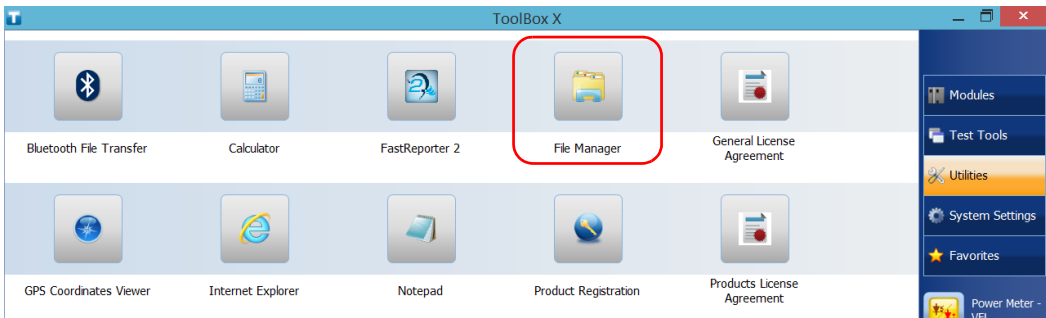 ToolBox X
Bluetooth File Transfer
Calculator
FastReporter 2
File Manager
General License
Agreement
GPS Coordinates Viewer
Internet Explorer
Notepad
Product Registration
Products License
Agreement
Modules
Test Tools
Utilities
System Settings
Favorites
Power Meter -
VFL